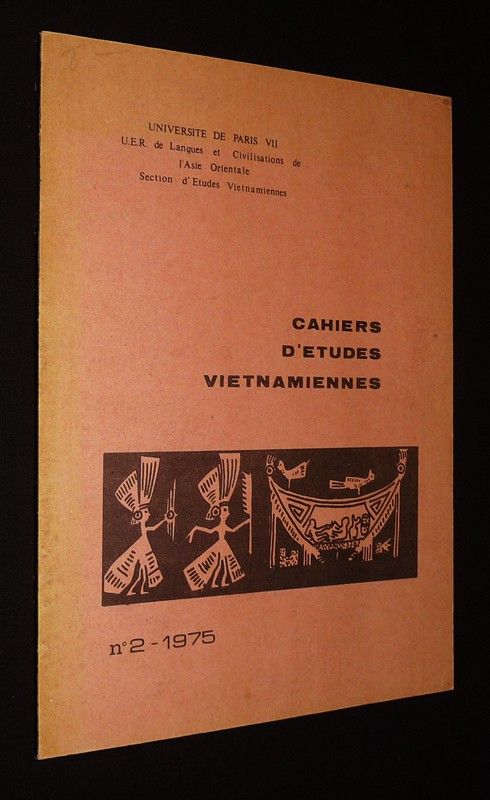 UNIVERSITE DE PARIS VII
U.E.R. de Langues et Civilisations de
l'Asie Orientale
Section d'Etudes Vietnamiennes
CAHIERS
D'ETUDES
VIETNAMIENNES
n°2-1975